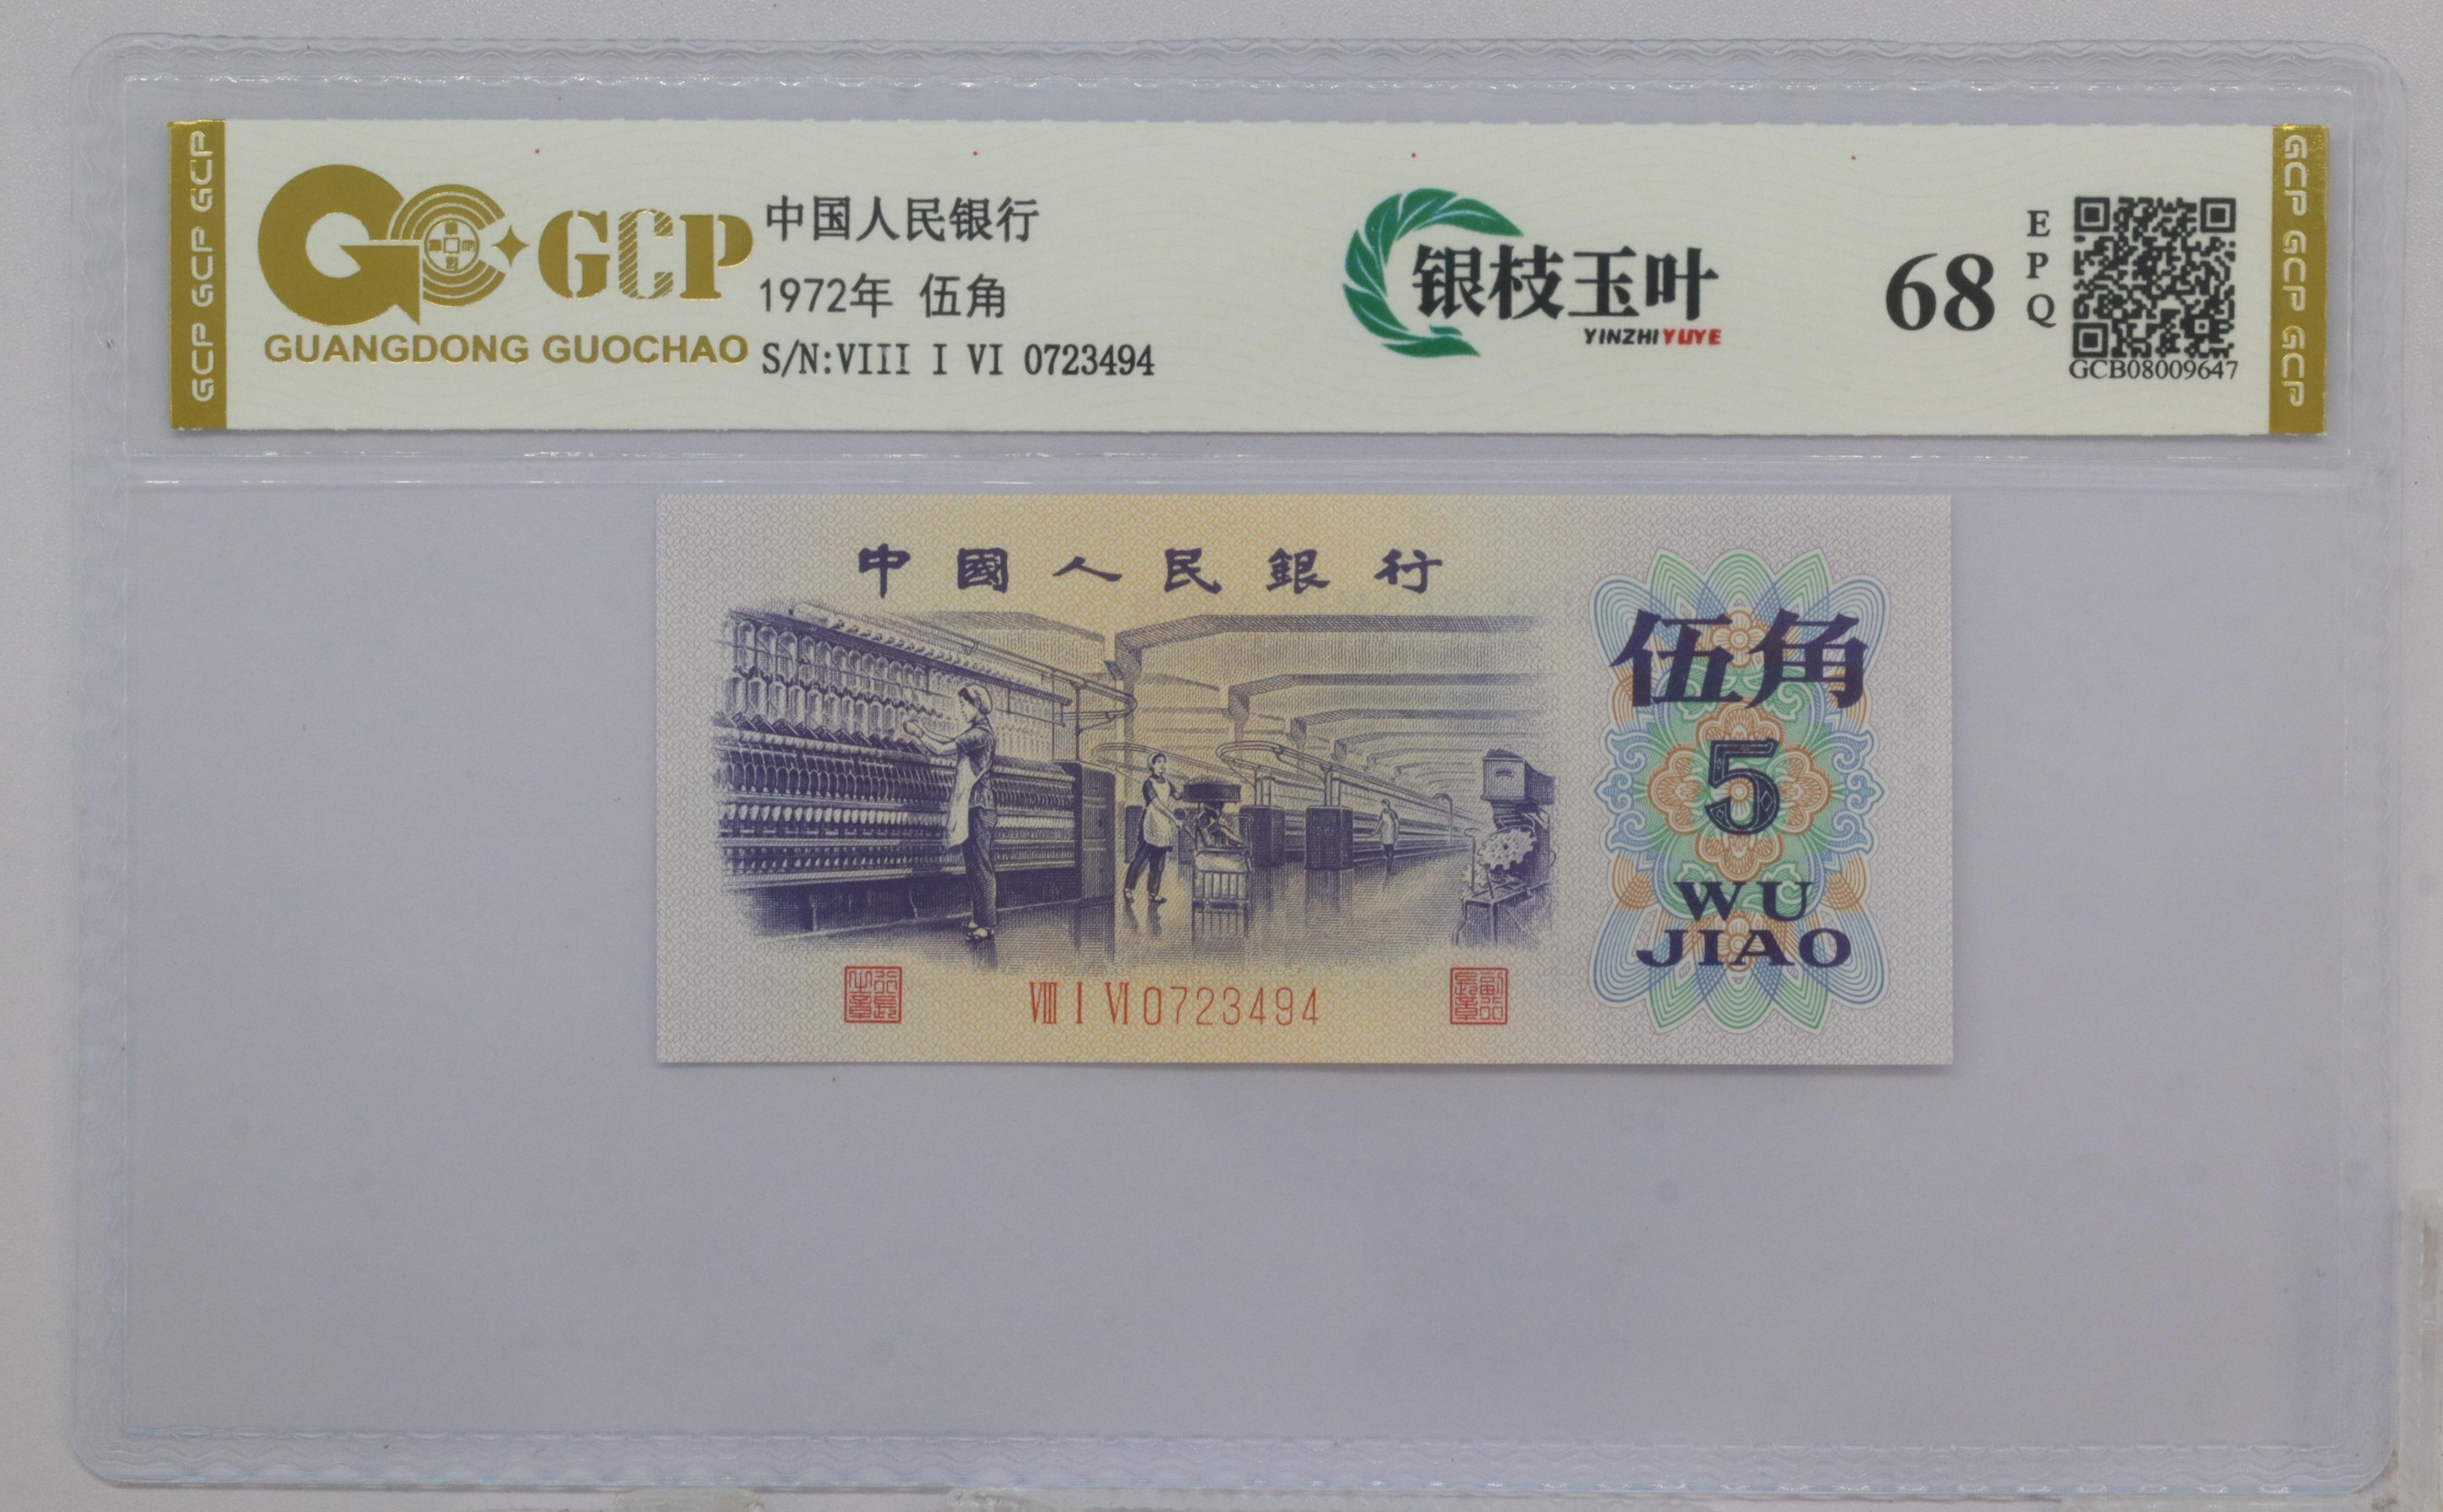 GCP GCP GCP
GCP
GUANGDONG GUOCHAO
中国人民银行
1972年 伍角
S/N:VIII I VI 0723494
银枝玉叶
YINZHIYUYE
68
EPQ
GCB08009647
GCP GCP GCP
中國人民銀行
伍角
5
WU
JIAO
VIII I VI 0723494